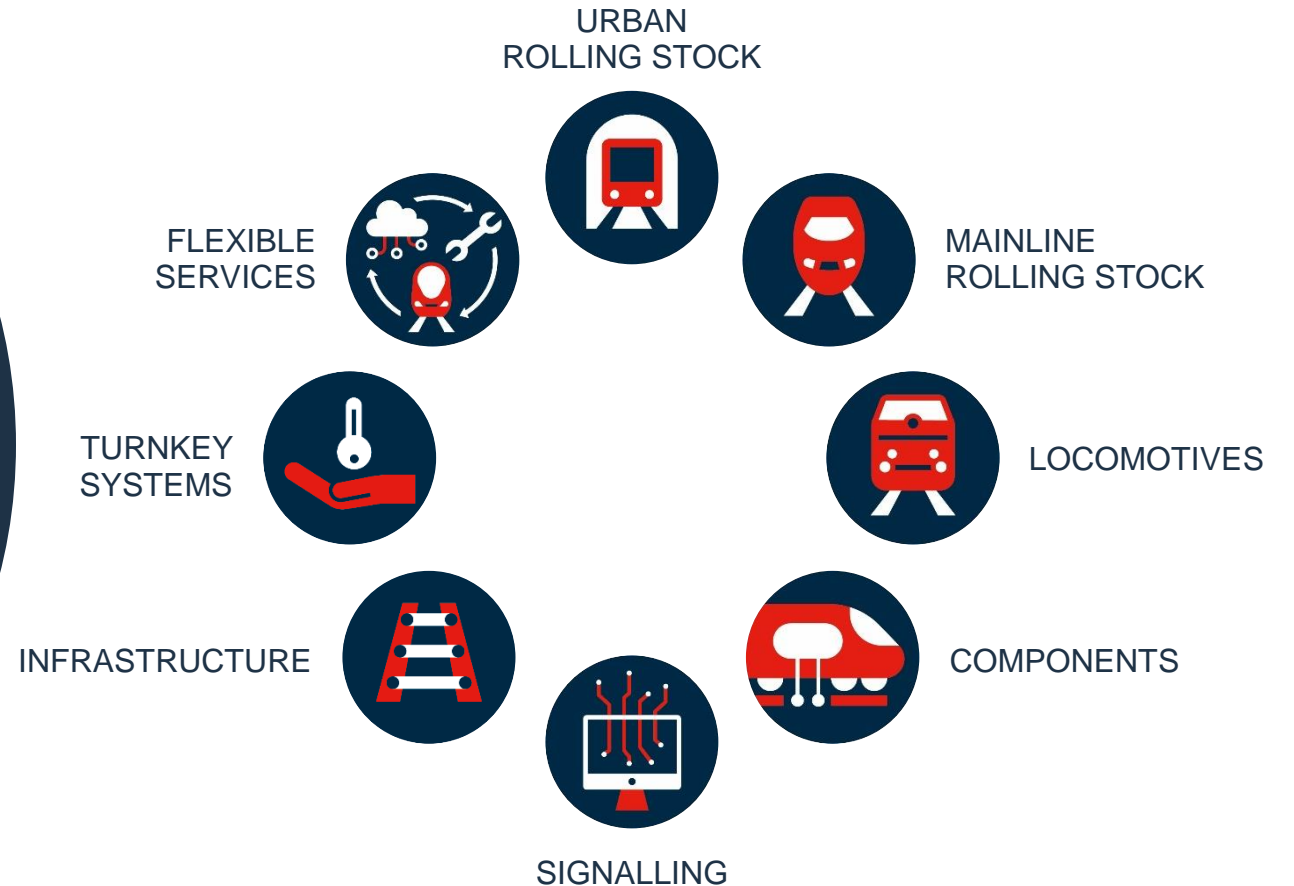 URBAN
ROLLING STOCK
MAINLINE
ROLLING STOCK
LOCOMOTIVES
COMPONENTS
SIGNALLING
INFRASTRUCTURE
TURNKEY
SYSTEMS
FLEXIBLE
SERVICES